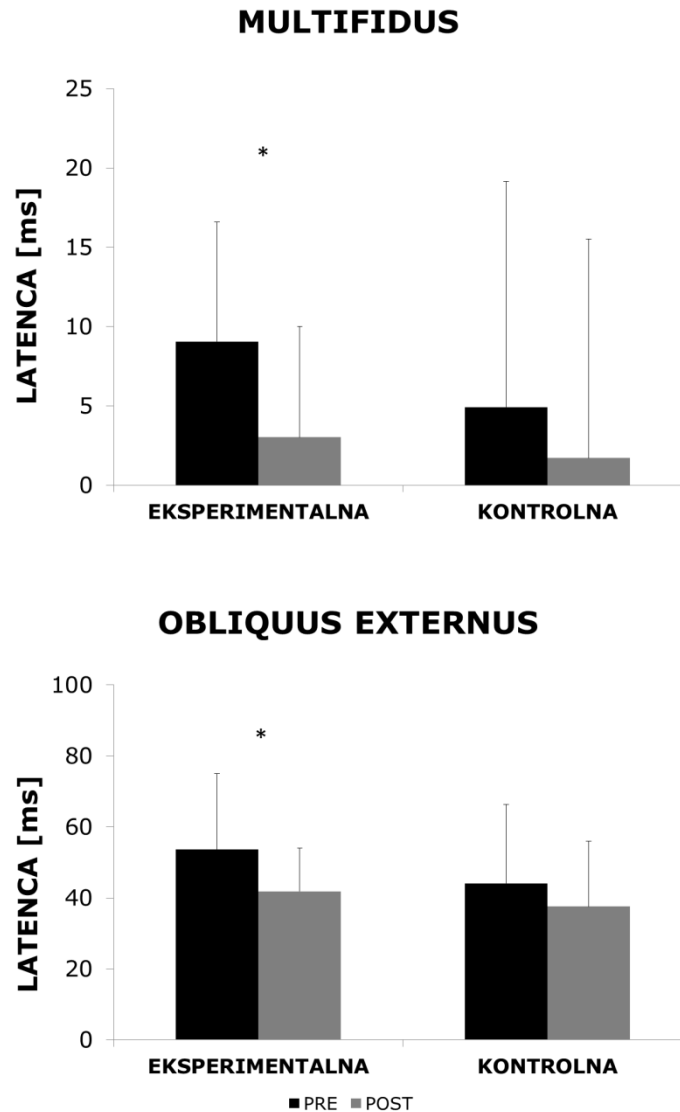 MULTIFIDUS
25
*
20
15
10
5
0
LATENCA [ms]
EKSPERIMENTALNA KONTROLNA
OBLIQUUS EXTERNUS
100
*
80
60
40
20
0
LATENCA [ms]
EKSPERIMENTALNA KONTROLNA
PRE POST